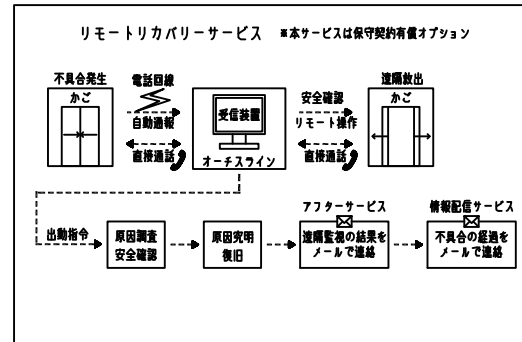 リモートリカバリーサービス ※本サービスは保守契約有償オプション
不具合発生
かご
電話回線
自動通報
直接通話
受信装置
オーチスライン
安全確認
リモート操作
直接通話
遠隔救出
かご
出動指令
原因調査
安全確認
原因究明
復旧
アフターサービス
遠隔監視の結果を
メールで連絡
情報配信サービス
不具合の経過を
メールで連絡